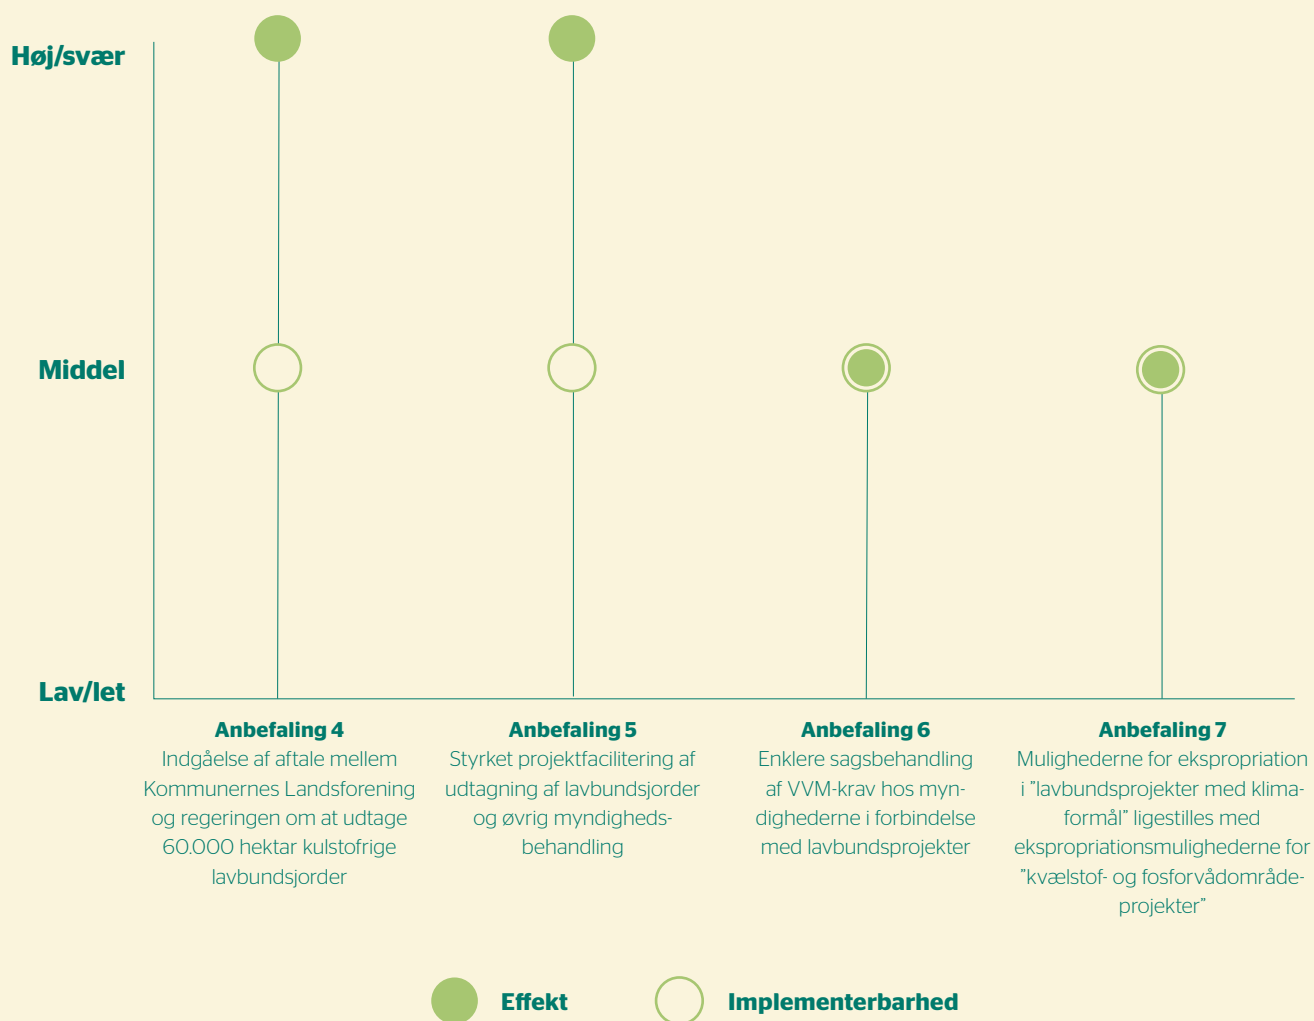 Høj/svær
Middel
Lav/let
Anbefaling 4
Indgåelse af aftale mellem
Kommunernes Landsforening
og regeringen om at udtage
60.000 hektar kulstofrige
lavbundsjorder
Anbefaling 5
Styrket projektfacilitering af
udtagning af lavbundsjorder
og øvrig myndigheds-
behandling
Anbefaling 6
Enklere sagsbehandling
af VVM-krav hos myn-
dighederne i forbindelse
med lavbundsprojekter
Anbefaling 7
Mulighederne for ekspropriation
i "lavbundsprojekter med klima-
formål" ligestilles med
ekspropriationsmulighederne for
"kvælstof- og fosforvådområde-
projekter"
Effekt
Implementerbarhed